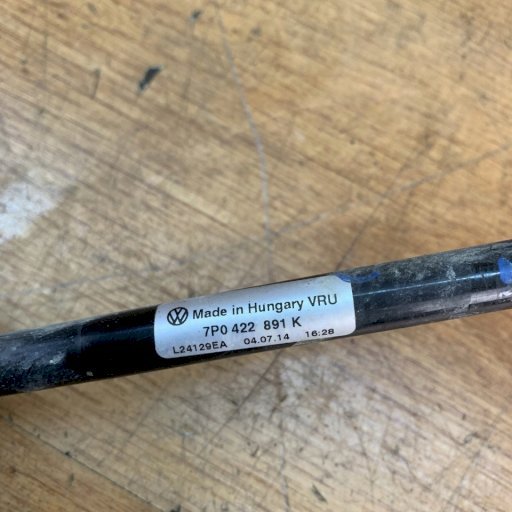 Made in Hungary VRU
7P0 422 891 K
L24129EA 04.07.14 16:28